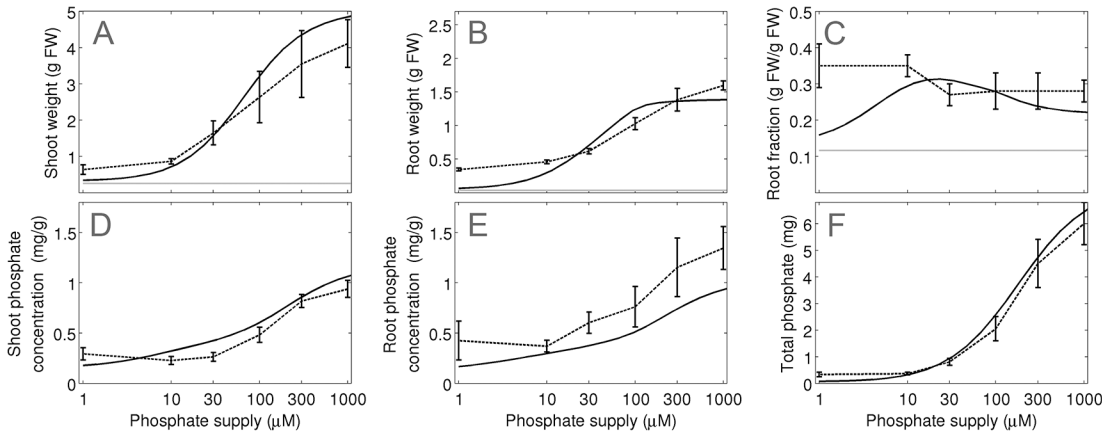 A
Shoot weight (g FW)
5
4
3
2
1
B
Root weight (g FW)
2.5
2
1.5
1
0.5
C
Root fraction (g FW/g FW)
0.5
0.4
0.3
0.2
0.1
D
Shoot phosphate
concentration (mg/g)
1.5
1
0.5
0
1 10 30 100 300 1000
Phosphate supply (μM)
E
Root phosphate
concentration (mg/g)
1.5
1
0.5
0
1 10 30 100 300 1000
Phosphate supply (μM)
F
Total phosphate (mg)
6
5
4
3
2
1
0
1 10 30 100 300 1000
Phosphate supply (μM)